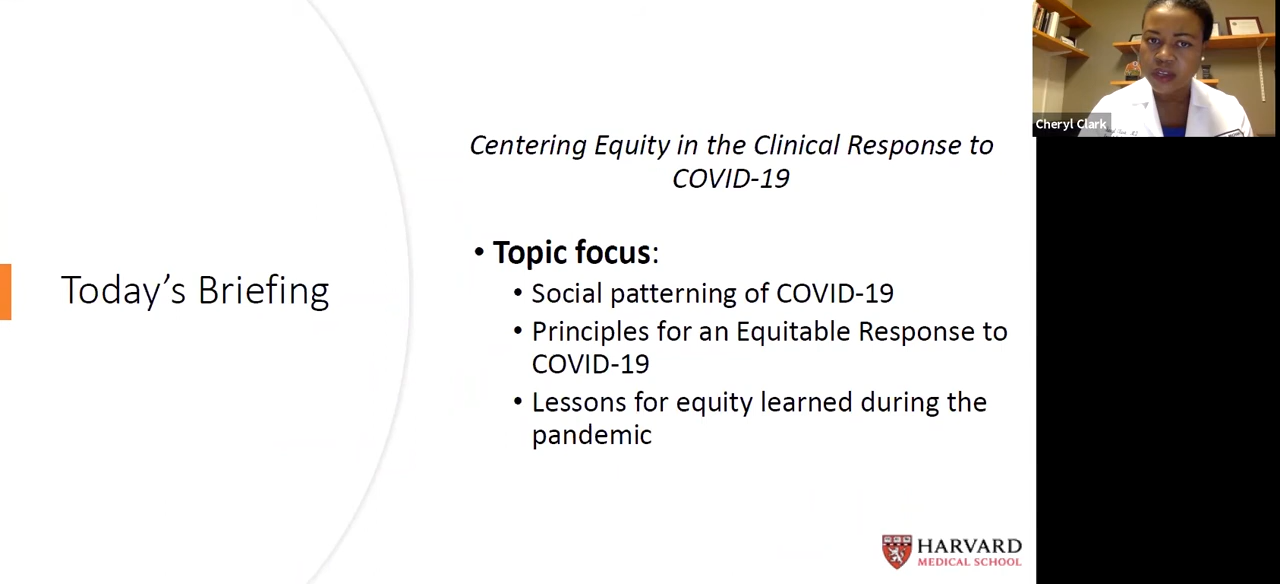 Today's Briefing
Centering Equity in the Clinical Response to
COVID-19
• Topic focus:
• Social patterning of COVID-19
• Principles for an Equitable Response to
COVID-19
• Lessons for equity learned during the
pandemic
HARVARD
MEDICAL SCHOOL
Cheryl Clark